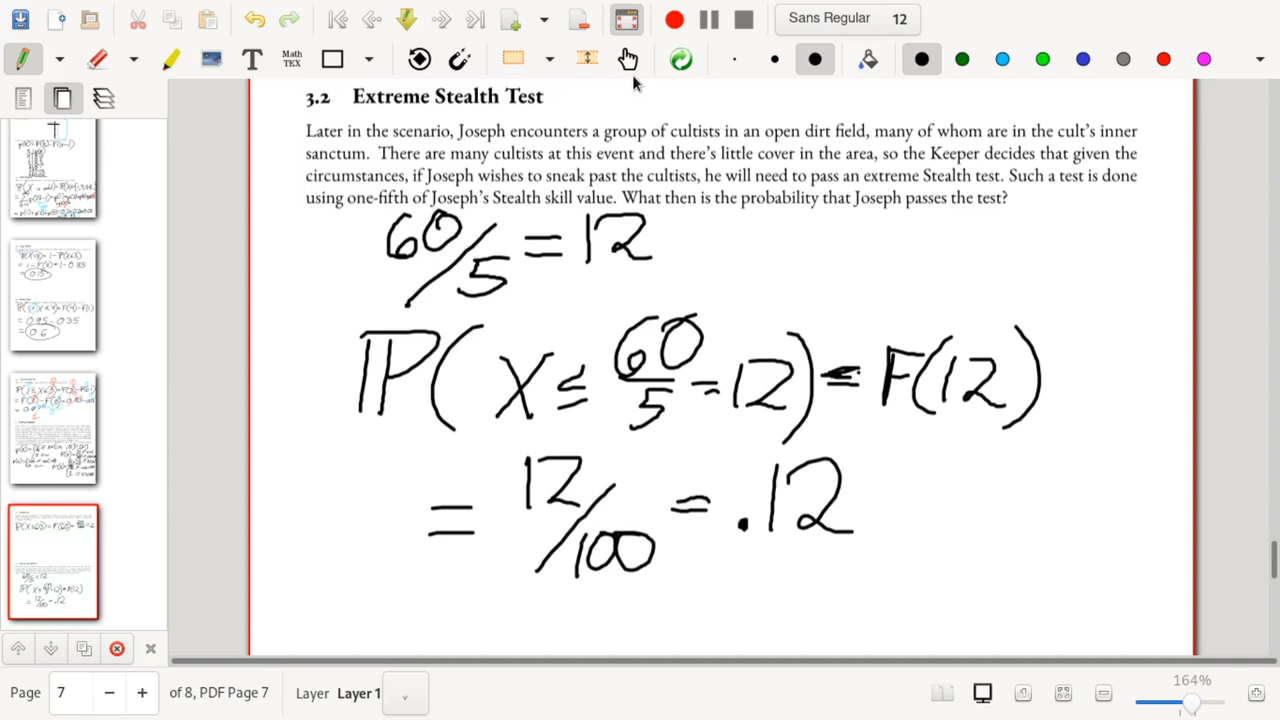 Sans Regular 12
Math
TEX
3.2 Extreme Stealth Test
Later in the scenario, Joseph encounters a group of cultists in an open dirt field, many of whom are in the cult's inner
sanctum. There are many cultists at this event and there's little cover in the area, so the Keeper decides that given the
circumstances, if Joseph wishes to sneak past the cultists, he will need to pass an extreme Stealth test. Such a test is done
using one-fifth of Joseph's Stealth skill value. What then is the probability that Joseph passes the test?
60/5 = 12
ℙ( X ≤ 60/5 = 12) = F(12)
= 12/100 = .12
Page 7 of 8, PDF Page 7 Layer Layer 1 164%